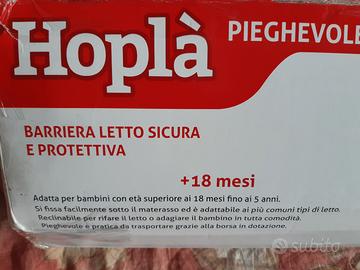 Hoplà
PIEGHEVOLE
BARRIERA LETTO SICURA
E PROTETTIVA
+18 mesi
Adatta per bambini con età superiore ai 18 mesi fino ai 5 anni.
Si fissa facilmente sotto il materasso ed è adattabile ai più comuni tipi di letto.
Reclinabile per rifare il letto o adagiare il bambino in tutta comodità.
Pieghevole è pratica da trasportare grazie alla borsa in dotazione.
subito